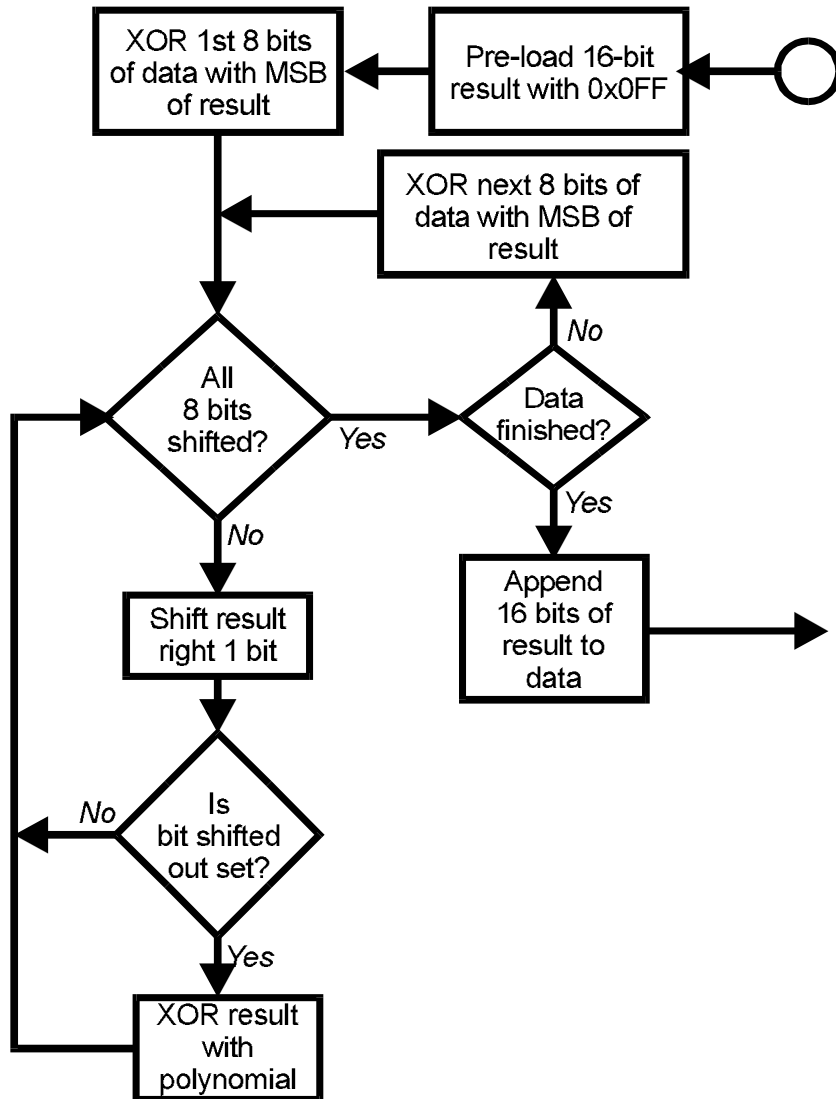 XOR 1st 8 bits
of data with MSB
of result
Pre-load 16-bit
result with 0x0FF
XOR next 8 bits of
data with MSB of
result
No
All
8 bits
shifted?
Yes
Data
finished?
Yes
No
Append
16 bits of
result to
data
Shift result
right 1 bit
No
Is
bit shifted
out set?
Yes
XOR result
with
polynomial